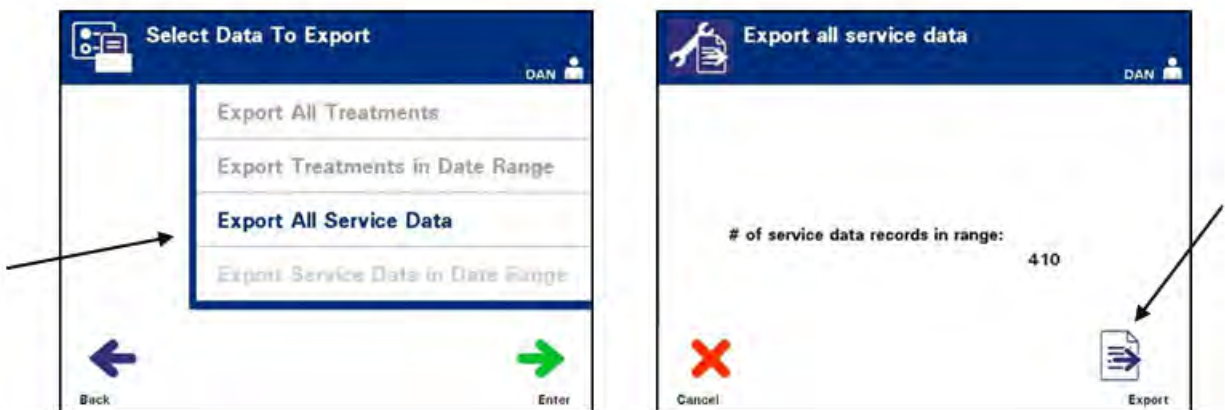 Select Data To Export
DAN
Export All Treatments
Export Treatments in Date Range
Export All Service Data
Export Service Data in Date Range
Back
Enter
Export all service data
DAN
# of service data records in range:
410
Cancel
Export